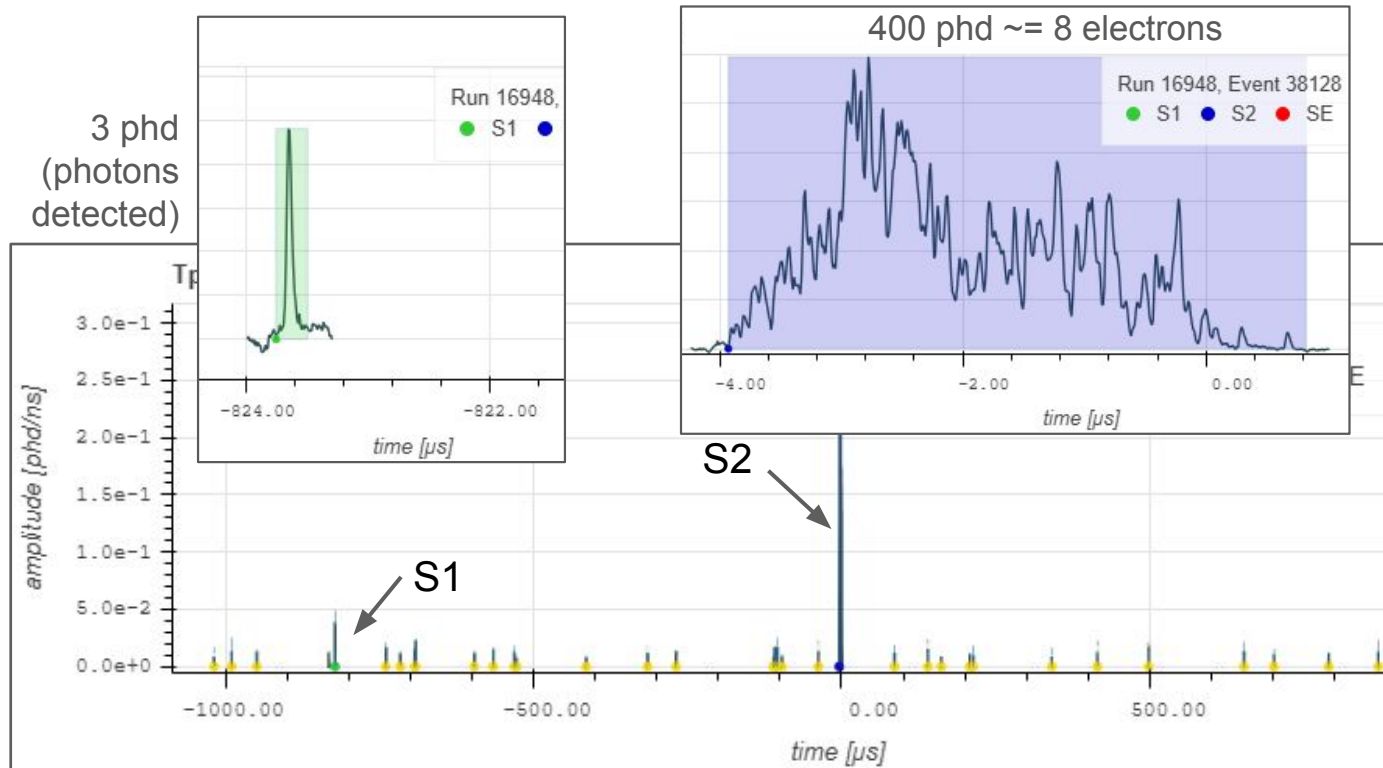 400 phd ~= 8 electrons
Run 16948, Event 38128
S1 S2 SE
-4.00 -2.00 0.00
time [µs]
3 phd
(photons
detected)
Run 16948,
S1
-824.00 -822.00
time [µs]
Tp
E
amplitude [phd/ns]
3.0e-1
2.5e-1
2.0e-1
1.5e-1
1.0e-1
5.0e-2
0.0e+0
S2
S1
-1000.00 -500.00 0.00 500.00
time [µs]